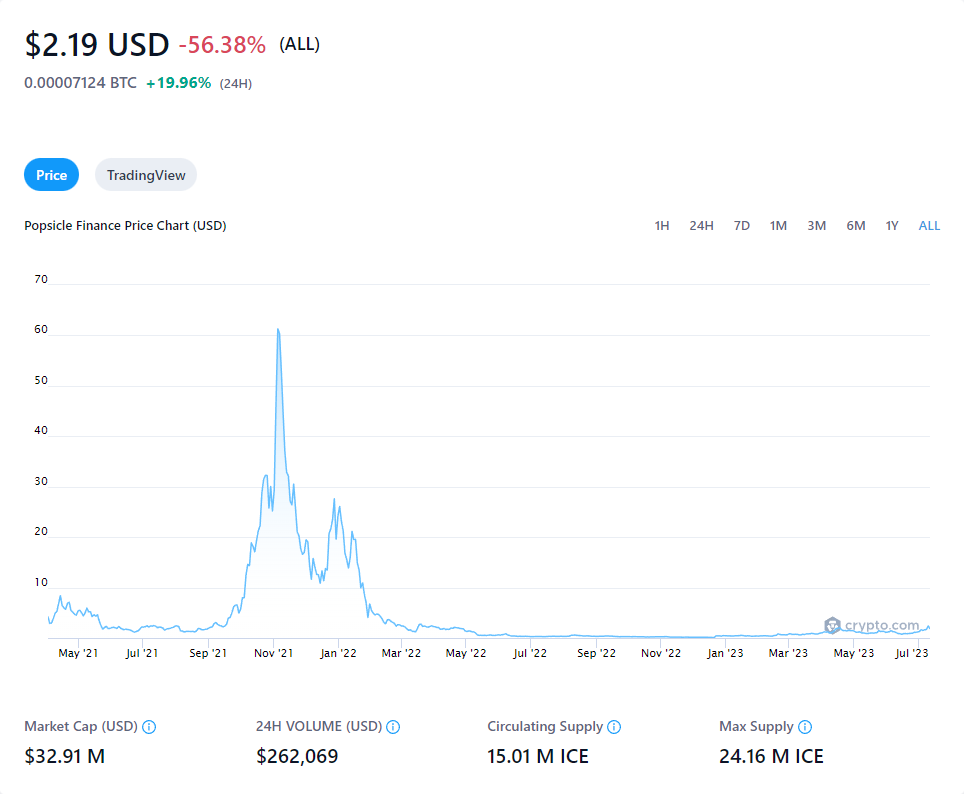 $2.19 USD -56.38% (ALL)
0.00007124 BTC +19.96% (24H)
Price TradingView
Popsicle Finance Price Chart (USD) 1H 24H 7D 1M 3M 6M 1Y ALL
70
60
50
40
30
20
10
crypto.com
May '21 Jul '21 Sep '21 Nov '21 Jan '22 Mar '22 May '22 Jul '22 Sep '22 Nov '22 Jan '23 Mar '23 May '23 Jul '23
Market Cap (USD) 24H VOLUME (USD) Circulating Supply Max Supply
$32.91 M $262,069 15.01 M ICE 24.16 M ICE